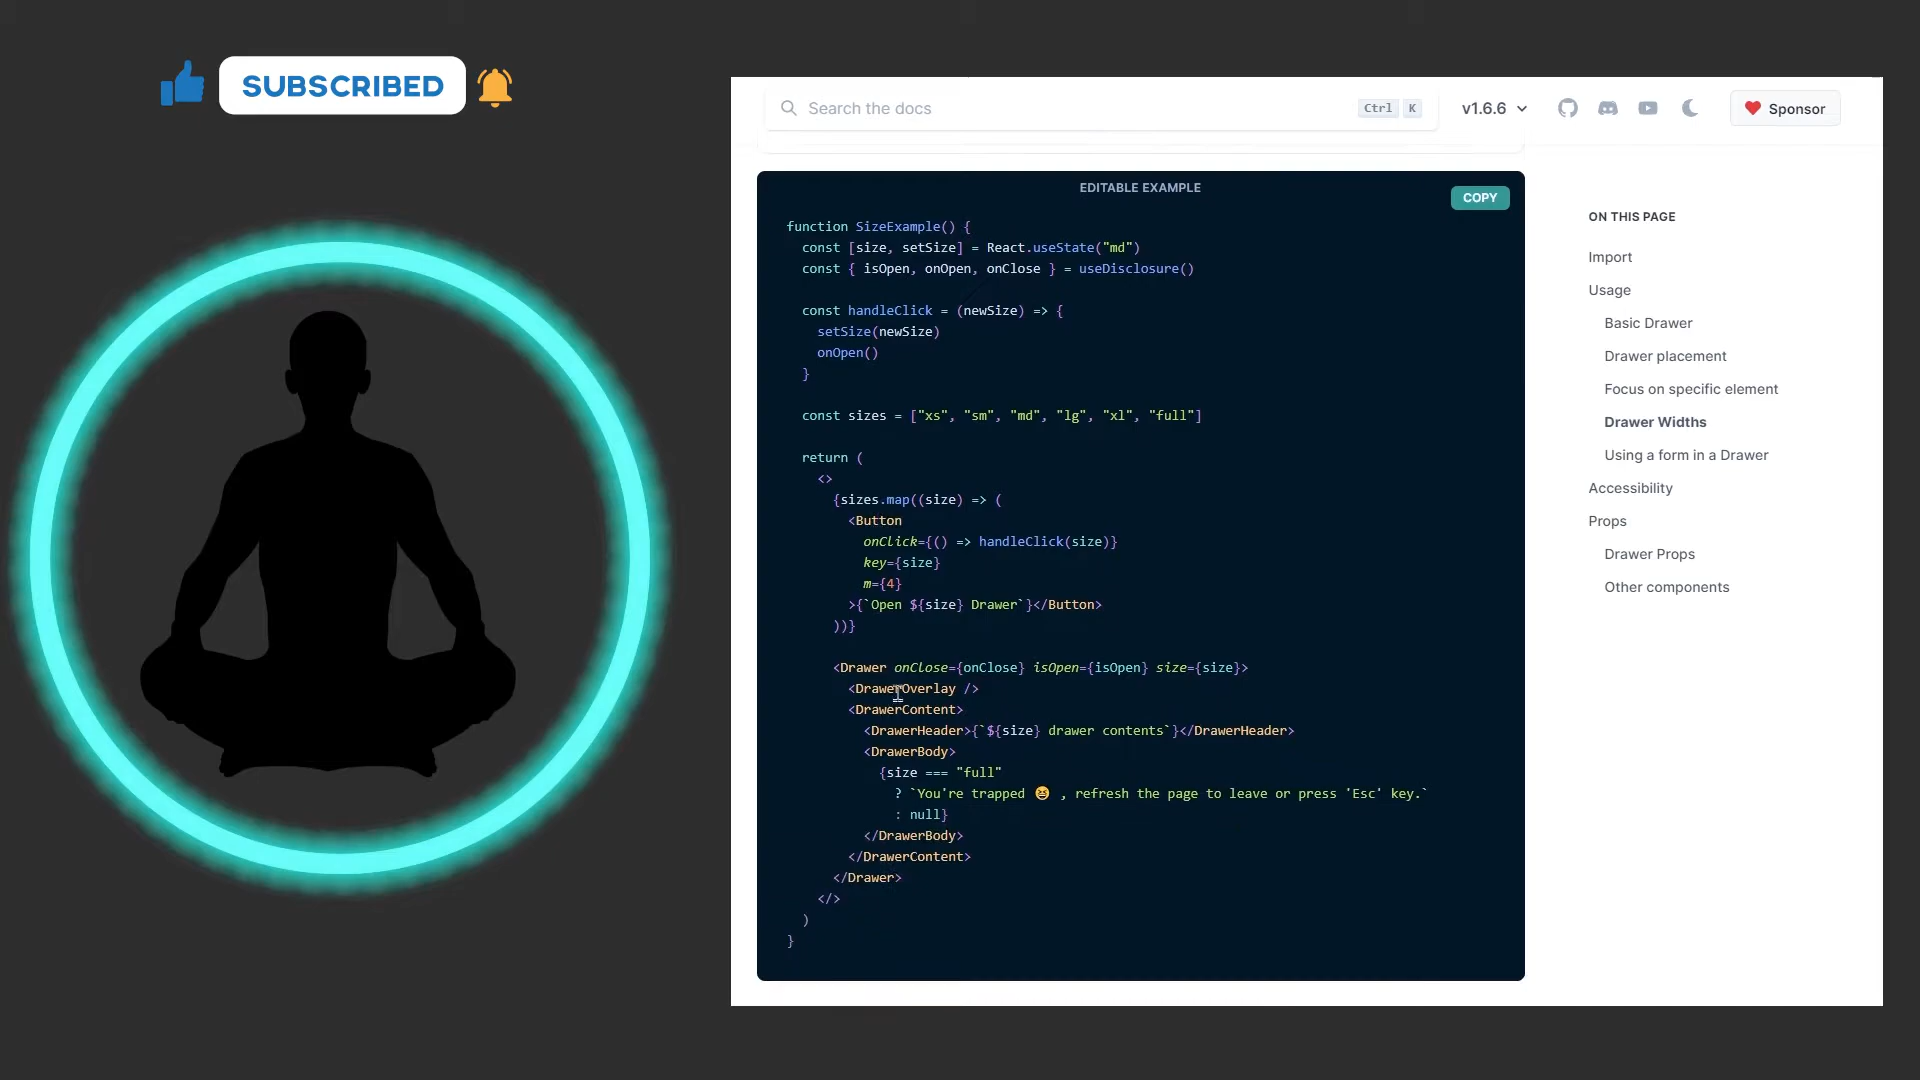 SUBSCRIBED
Search the docs
Ctrl K
v1.6.6
Sponsor
EDITABLE EXAMPLE
COPY
function SizeExample() {
  const [size, setSize] = React.useState("md")
  const { isOpen, onOpen, onClose } = useDisclosure()
  const handleClick = (newSize) => {
    setSize(newSize)
    onOpen()
  }
  const sizes = ["xs", "sm", "md", "lg", "xl", "full"]
  return (
    <>
      {sizes.map((size) => (
        <Button
          onClick={() => handleClick(size)}
          key={size}
          m={4}
        >{`Open ${size} Drawer`}</Button>
      ))}
      <Drawer onClose={onClose} isOpen={isOpen} size={size}>
        <DrawerOverlay />
        <DrawerContent>
          <DrawerHeader>{`${size} drawer contents`}</DrawerHeader>
          <DrawerBody>
            {size === "full"
              ? `You're trapped 😆 , refresh the page to leave or press 'Esc' key.`
              : null}
          </DrawerBody>
        </DrawerContent>
      </Drawer>
    </>
  )
}
ON THIS PAGE
Import
Usage
Basic Drawer
Drawer placement
Focus on specific element
Drawer Widths
Using a form in a Drawer
Accessibility
Props
Drawer Props
Other components